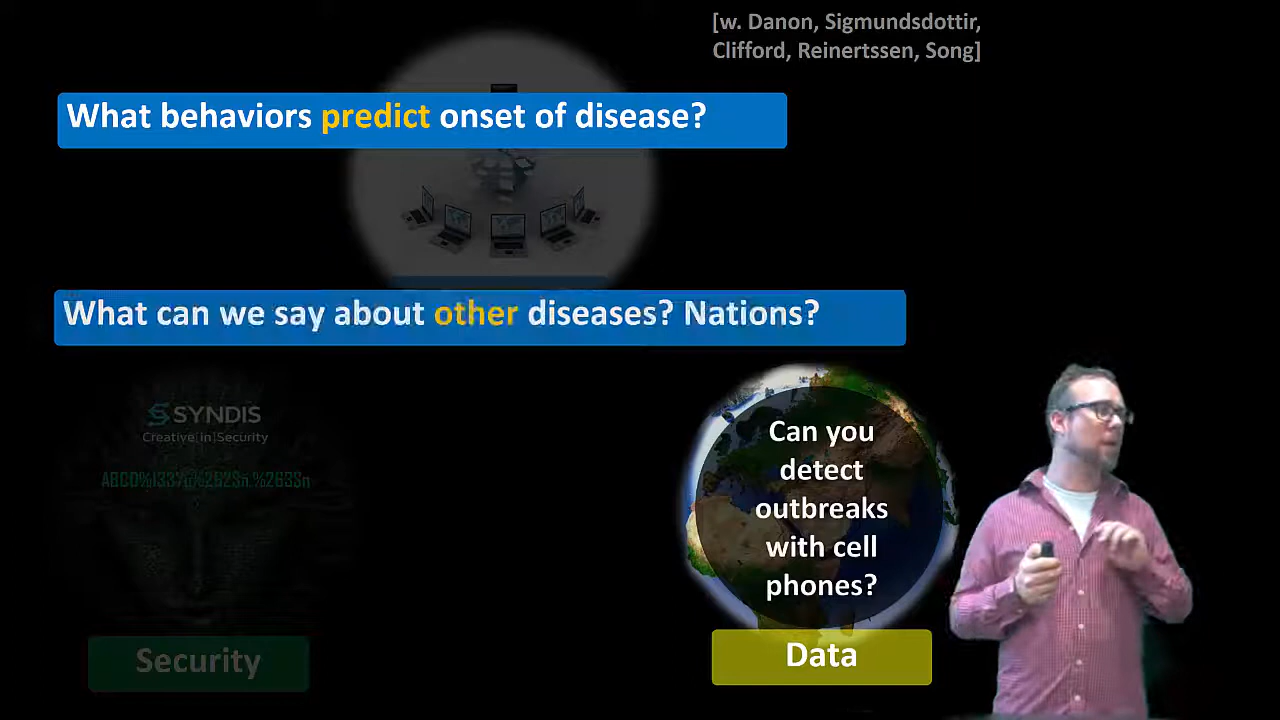 [w. Danon, Sigmundsdottir,
Clifford, Reinertssen, Song]
What behaviors predict onset of disease?
What can we say about other diseases? Nations?
SYNDIS
Creative[in]Security
Can you
detect
outbreaks
with cell
phones?
Security
Data